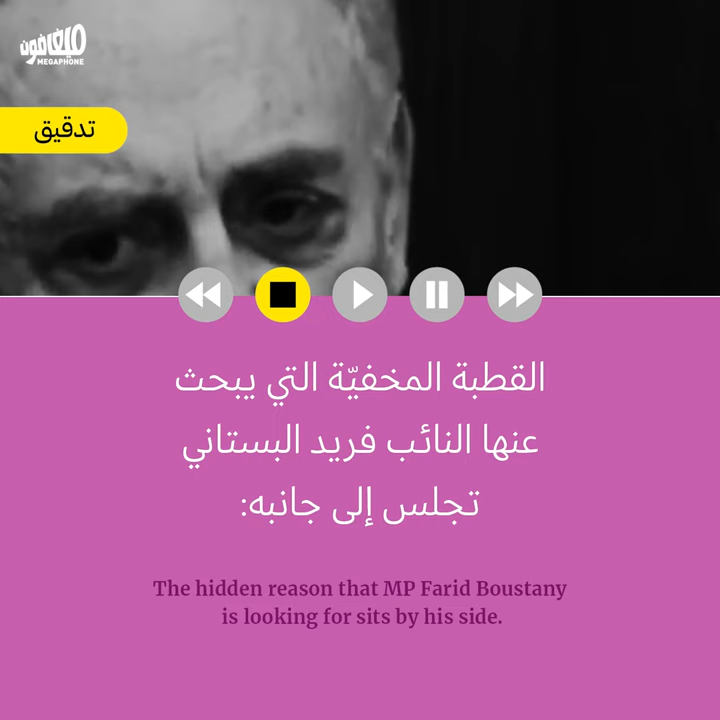 ميغافون
MEGAPHONE
تدقيق
القطبة المخفيّة التي يبحث
عنها النائب فريد البستاني
تجلس إلى جانبه:
The hidden reason that MP Farid Boustany
is looking for sits by his side.